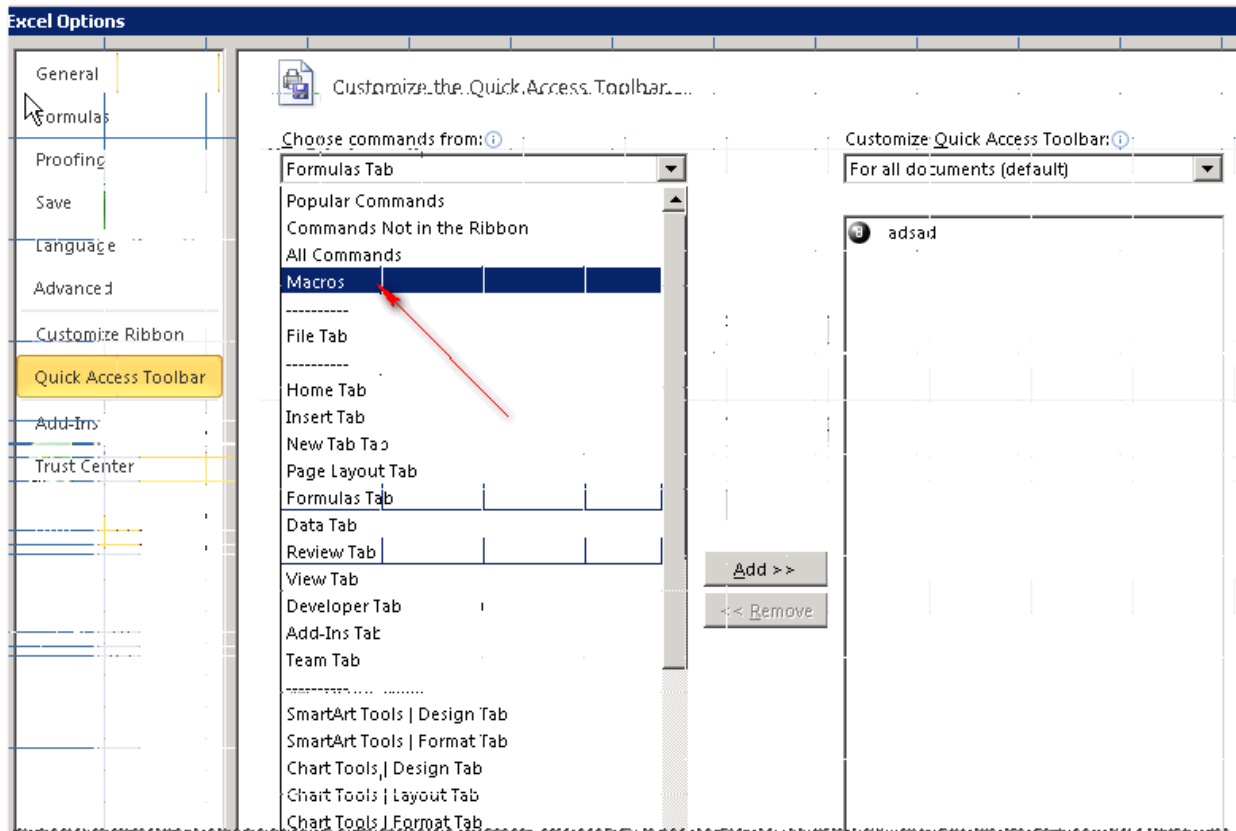 Excel Options
General
Formulas
Proofing
Save
Language
Advanced
Customize Ribbon
Quick Access Toolbar
Add-Ins
Trust Center
Customize the Quick Access Toolbar.
Choose commands from:
Formulas Tab
Popular Commands
Commands Not in the Ribbon
All Commands
Macros
----------
File Tab
----------
Home Tab
Insert Tab
New Tab Tab
Page Layout Tab
Formulas Tab
Data Tab
Review Tab
View Tab
Developer Tab
Add-Ins Tab
Team Tab
----------
SmartArt Tools | Design Tab
SmartArt Tools | Format Tab
Chart Tools | Design Tab
Chart Tools | Layout Tab
Chart Tools | Format Tab
Add >>
<< Remove
Customize Quick Access Toolbar:
For all documents (default)
adsad